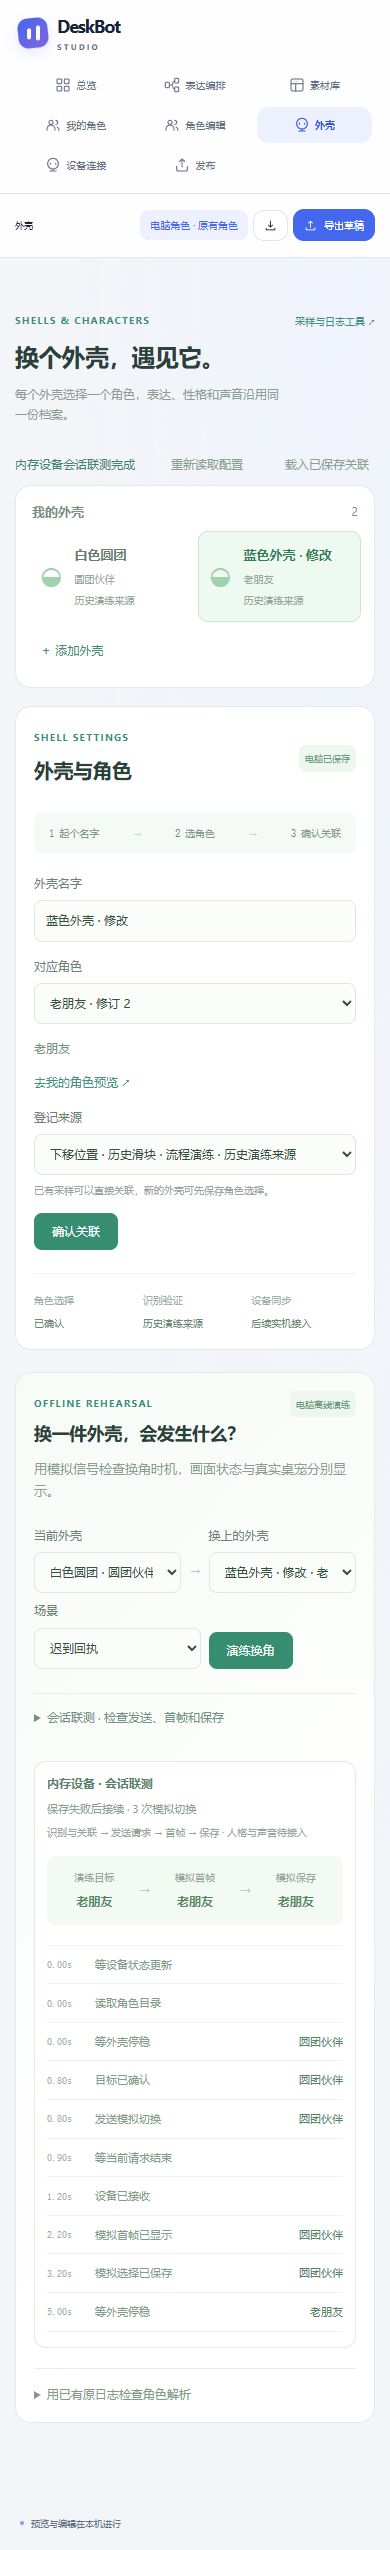 DeskBot
STUDIO
总览
表达编排
素材库
我的角色
角色编辑
外壳
设备连接
发布
外壳
电脑角色 · 原有角色
导出草稿
SHELLS & CHARACTERS
采样与日志工具 ↗
换个外壳，遇见它。
每个外壳选择一个角色，表达、性格和声音沿用同
一份档案。
内存设备会话联测完成
重新读取配置
载入已保存关联
我的外壳
2
白色圆团
圆团伙伴
历史演练来源
蓝色外壳 · 修改
老朋友
历史演练来源
+ 添加外壳
SHELL SETTINGS
外壳与角色
电脑已保存
1 起个名字 → 2 选角色 → 3 确认关联
外壳名字
蓝色外壳 · 修改
对应角色
老朋友 · 修订 2
老朋友
去我的角色预览 ↗
登记来源
下移位置 · 历史滑块 · 流程演练 · 历史演练来源
已有采样可以直接关联，新的外壳可先保存角色选择。
确认关联
角色选择
已确认
识别验证
历史演练来源
设备同步
后续实机接入
OFFLINE REHEARSAL
电脑离线演练
换一件外壳，会发生什么？
用模拟信号检查换角时机，画面状态与真实桌宠分别显
示。
当前外壳
白色圆团 · 圆团伙伴
→
换上的外壳
蓝色外壳 · 修改 · 老
场景
迟到回执
演练换角
▶ 会话联测 · 检查发送、首帧和保存
内存设备 · 会话联测
保存失败后接续 · 3 次模拟切换
识别与关联 → 发送请求 → 首帧 → 保存 · 人格与声音待接入
演练目标
老朋友
→
模拟首帧
老朋友
→
模拟保存
老朋友
0.00s 等设备状态更新
0.00s 读取角色目录
0.00s 等外壳停稳 圆团伙伴
0.80s 目标已确认 圆团伙伴
0.80s 发送模拟切换 圆团伙伴
0.90s 等当前请求结束
1.20s 设备已接收
2.20s 模拟首帧已显示 圆团伙伴
3.20s 模拟选择已保存 圆团伙伴
5.00s 等外壳停稳 老朋友
▶ 用已有原日志检查角色解析
预览与编辑在本机进行